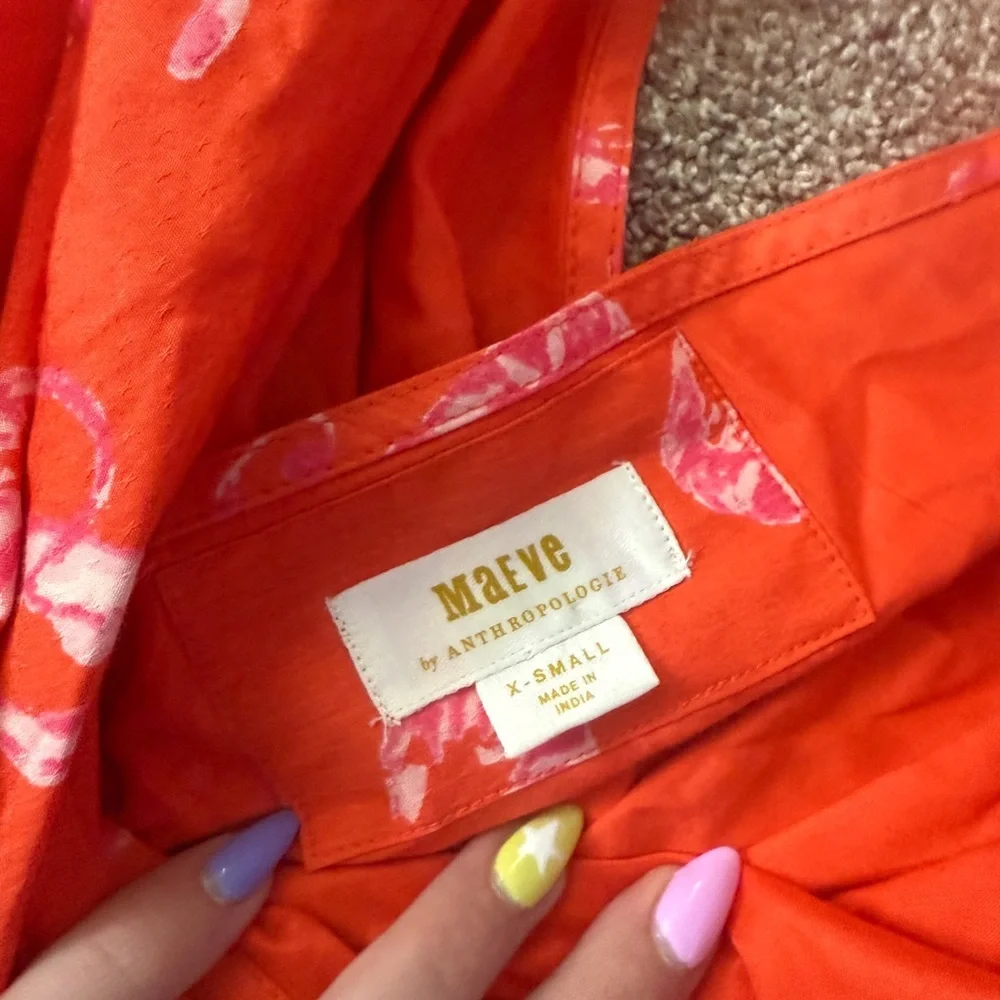 MaEVe
by ANTHROPOLOGIE
X-SMALL
MADE IN
INDIA